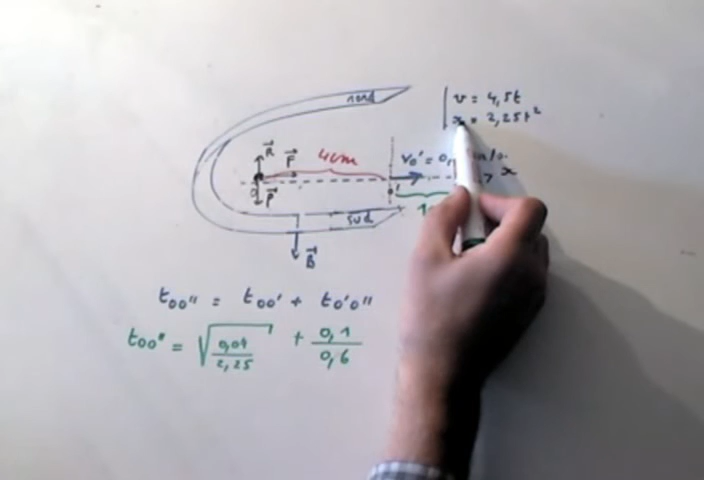 nord
v = 4,5t
x = 2,25t²
R⃗
F⃗
4cm
v₀' = 0,
m/s
x
O
P⃗
O'
sud
1
B⃗
t₀₀'' = t₀₀' + t₀'₀''
t₀₀'' = √(0,04/2,25) + 0,1/0,6